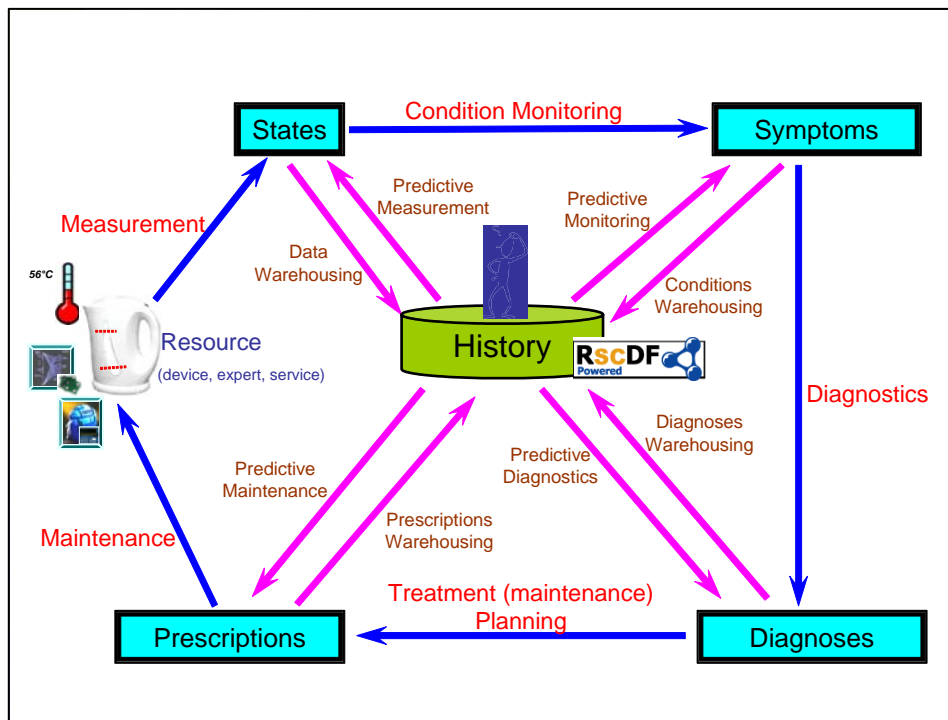 Condition Monitoring
States
Symptoms
Predictive
Measurement
Predictive
Monitoring
Measurement
Data
Warehousing
Conditions
Warehousing
56°C
Resource
(device, expert, service)
History
RscDF
Powered
Diagnostics
Diagnoses
Warehousing
Predictive
Maintenance
Predictive
Diagnostics
Prescriptions
Warehousing
Maintenance
Treatment (maintenance)
Planning
Prescriptions
Diagnoses